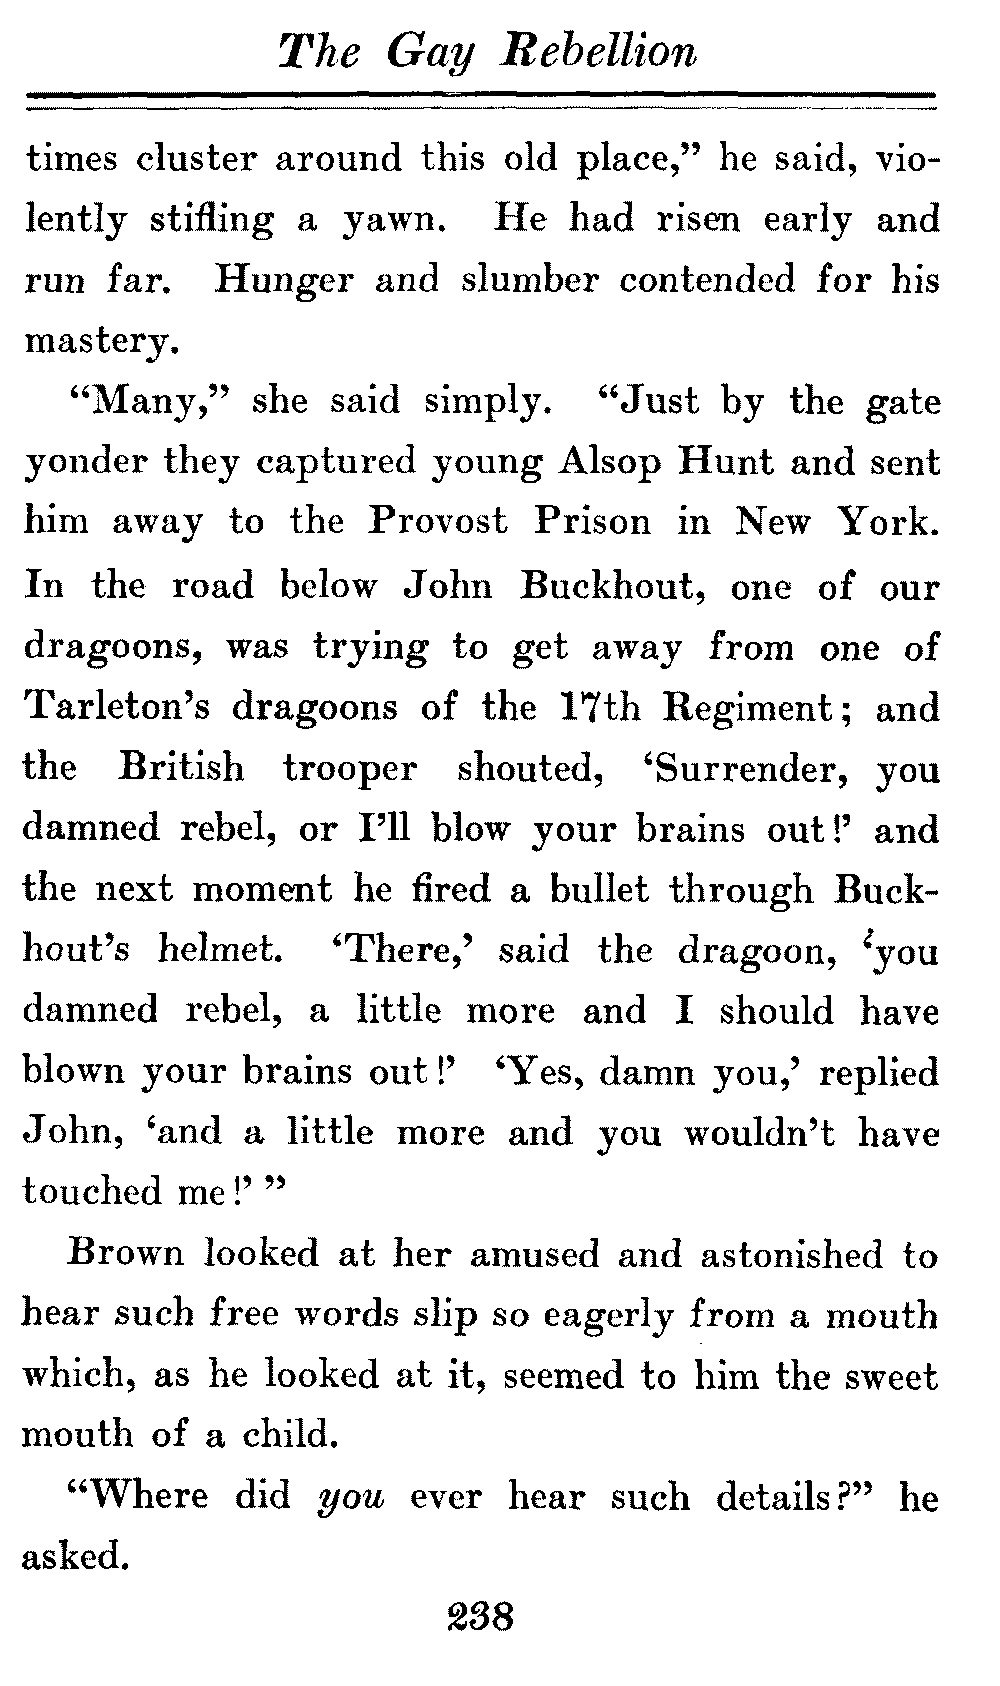 The Gay Rebellion
times cluster around this old place,” he said, vio-
lently stifling a yawn. He had risen early and
run far. Hunger and slumber contended for his
mastery.
“Many,” she said simply. “Just by the gate
yonder they captured young Alsop Hunt and sent
him away to the Provost Prison in New York.
In the road below John Buckhout, one of our
dragoons, was trying to get away from one of
Tarleton’s dragoons of the 17th Regiment; and
the British trooper shouted, ‘Surrender, you
damned rebel, or I’ll blow your brains out!’ and
the next moment he fired a bullet through Buck-
hout’s helmet. ‘There,’ said the dragoon, ‘you
damned rebel, a little more and I should have
blown your brains out!’ ‘Yes, damn you,’ replied
John, ‘and a little more and you wouldn’t have
touched me!’ ”
Brown looked at her amused and astonished to
hear such free words slip so eagerly from a mouth
which, as he looked at it, seemed to him the sweet
mouth of a child.
“Where did you ever hear such details?” he
asked.
238